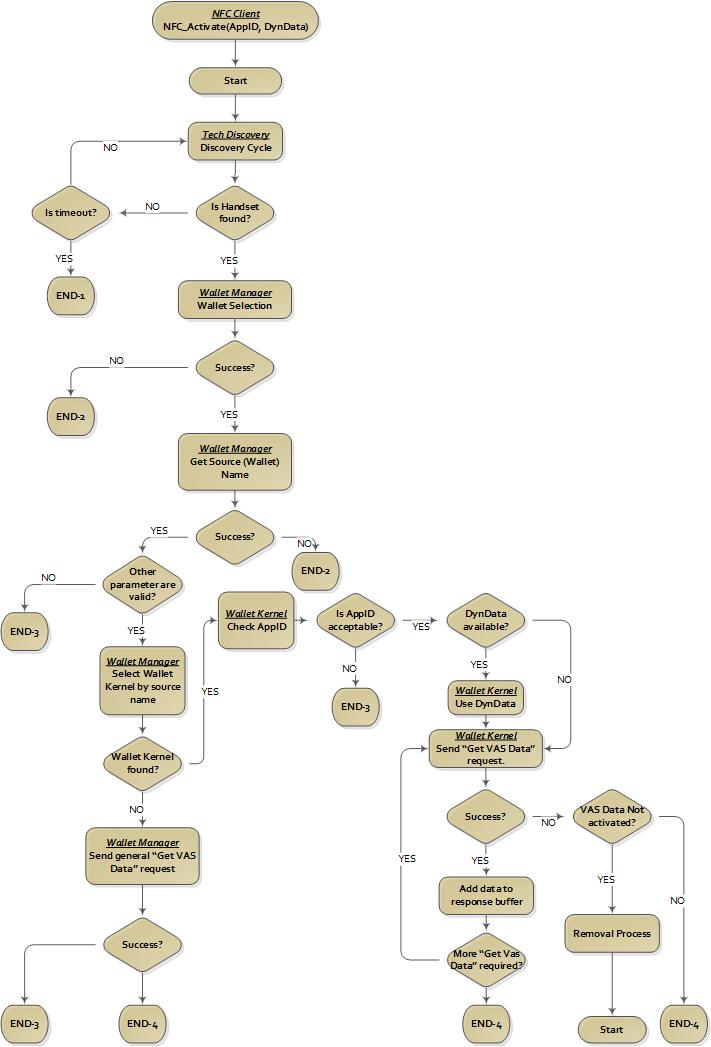 NFC Client
NFC_Activate(AppID, DynData)
Start
Tech Discovery
Discovery Cycle
NO
Is timeout?
NO
Is Handset
found?
YES
YES
END-1
Wallet Manager
Wallet Selection
NO
Success?
END-2
YES
Wallet Manager
Get Source (Wallet)
Name
YES
Success?
NO
END-2
Other
parameter are
valid?
NO
END-3
YES
Wallet Manager
Select Wallet
Kernel by source
name
YES
Wallet Kernel
found?
NO
Wallet Manager
Send general "Get VAS
Data" request
Success?
END-3
END-4
Wallet Kernel
Check AppID
Is AppID
acceptable?
YES
NO
END-3
DynData
available?
YES
NO
Wallet Kernel
Use DynData
Wallet Kernel
Send "Get VAS Data"
request.
Success?
NO
VAS Data Not
activated?
YES
YES
YES
NO
Add data to
response buffer
Removal Process
More "Get Vas
Data" required?
END-4
Start
END-4